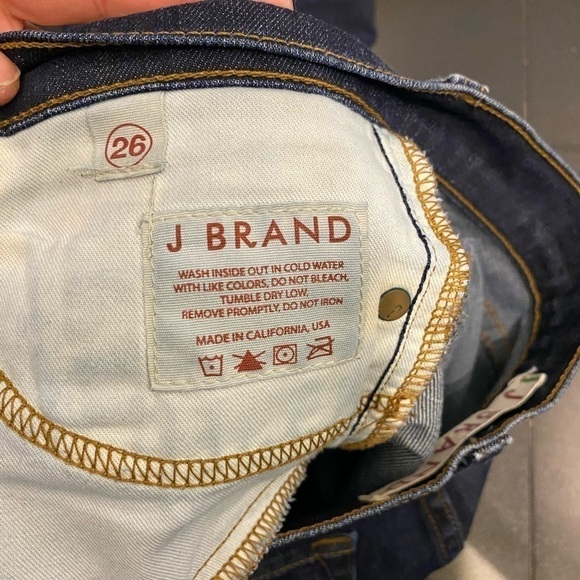 26
J BRAND
WASH INSIDE OUT IN COLD WATER
WITH LIKE COLORS, DO NOT BLEACH,
TUMBLE DRY LOW,
REMOVE PROMPTLY, DO NOT IRON
MADE IN CALIFORNIA, USA
J BRAND